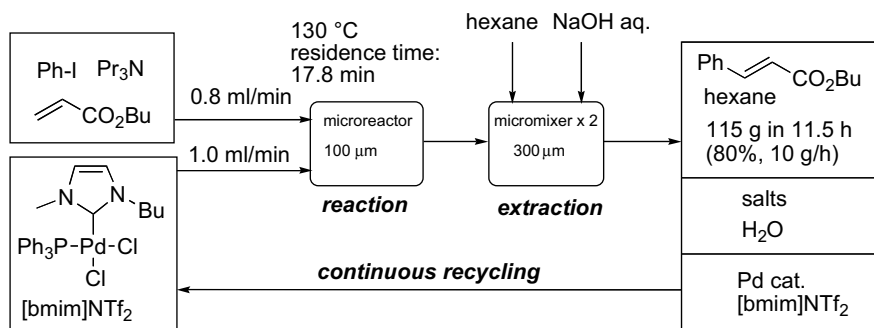 Ph-I Pr3N
CO2Bu
0.8 ml/min
1.0 ml/min
N
N
Bu
Ph3P-Pd-Cl
Cl
[bmim]NTf2
130 °C
residence time:
17.8 min
microreactor
100 μm
reaction
hexane NaOH aq.
micromixer x 2
300 μm
extraction
continuous recycling
Ph
CO2Bu
hexane
115 g in 11.5 h
(80%, 10 g/h)
salts
H2O
Pd cat.
[bmim]NTf2